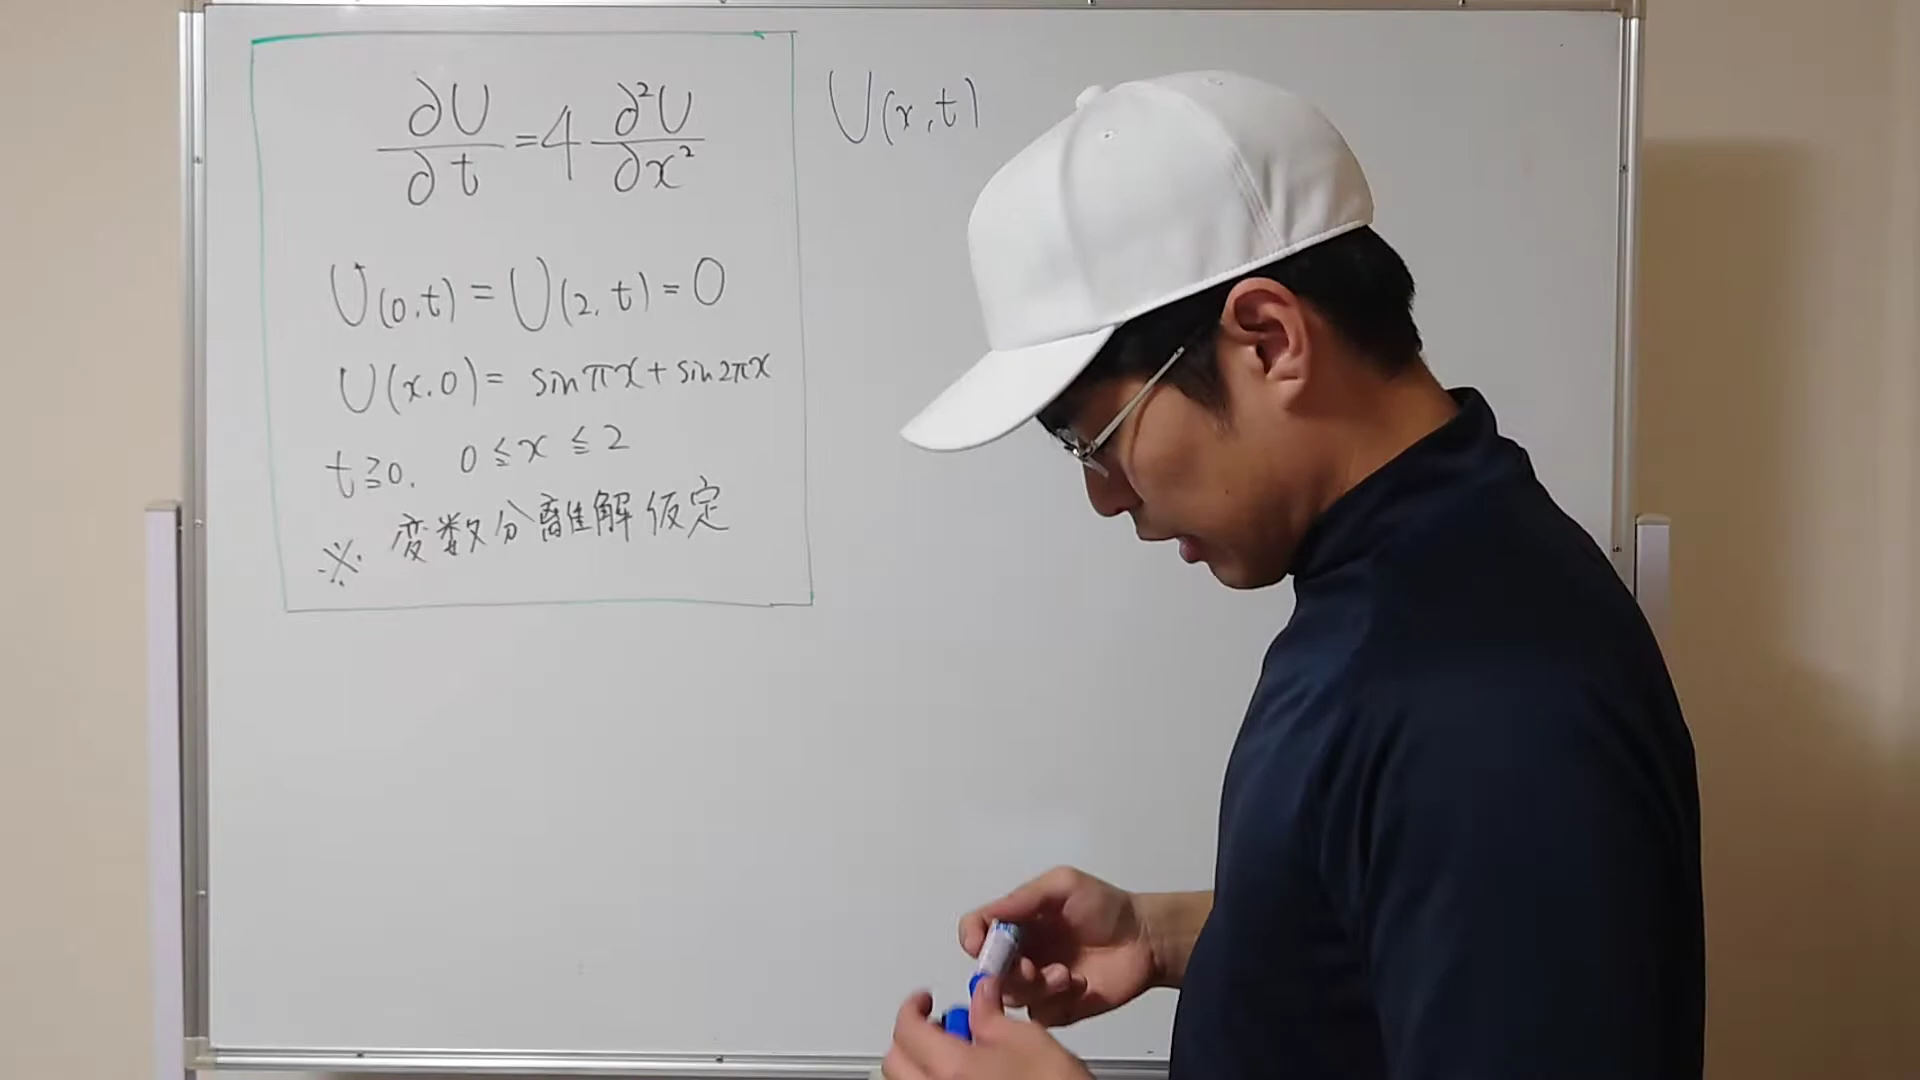 ∂U/∂t = 4 ∂²U/∂x²
U(0,t) = U(2,t) = 0
U(x,0) = sinπx + sin2πx
t≧0, 0≦x≦2
※ 変数分離解仮定
U(x,t)